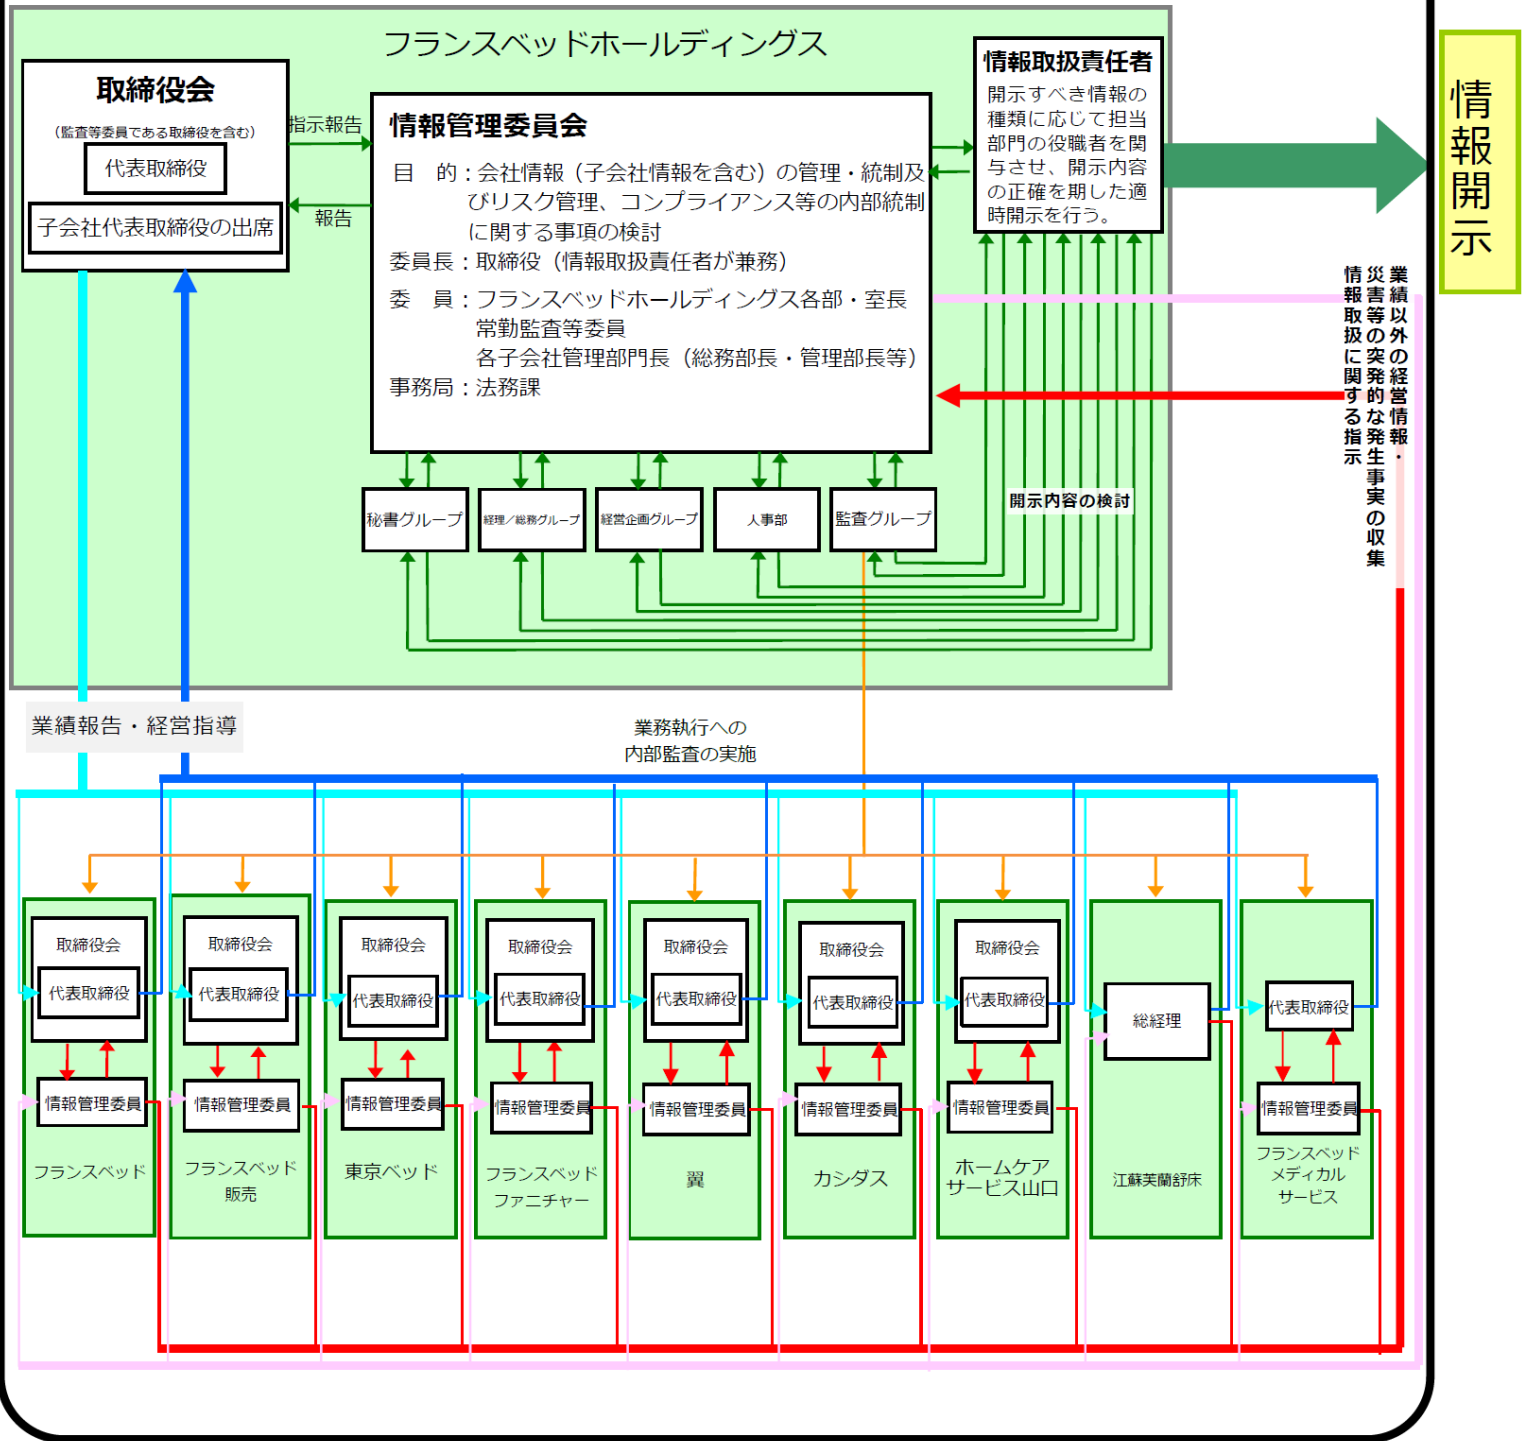 フランスベッドホールディングス
取締役会
(監査等委員である取締役を含む)
代表取締役
子会社代表取締役の出席
指示報告
報告
情報管理委員会
目　的：会社情報（子会社情報を含む）の管理・統制及
びリスク管理、コンプライアンス等の内部統制
に関する事項の検討
委員長：取締役（情報取扱責任者が兼務）
委　員：フランスベッドホールディングス各部・室長
常勤監査等委員
各子会社管理部門長（総務部長・管理部長等）
事務局：法務課
情報取扱責任者
開示すべき情報の
種類に応じて担当
部門の役職者を関
与させ、開示内容
の正確を期した適
時開示を行う。
情報開示
業績以外の経営情報・
災害等の突発的な発生事実の収集
情報取扱に関する指示
秘書グループ
経理／総務グループ
経営企画グループ
人事部
監査グループ
開示内容の検討
業績報告・経営指導
業務執行への
内部監査の実施
取締役会
代表取締役
情報管理委員
フランスベッド
取締役会
代表取締役
情報管理委員
フランスベッド
販売
取締役会
代表取締役
情報管理委員
東京ベッド
取締役会
代表取締役
情報管理委員
フランスベッド
ファニチャー
取締役会
代表取締役
情報管理委員
翼
取締役会
代表取締役
情報管理委員
カシダス
取締役会
代表取締役
情報管理委員
ホームケア
サービス山口
総経理
江蘇芙蘭舒床
代表取締役
情報管理委員
フランスベッド
メディカル
サービス